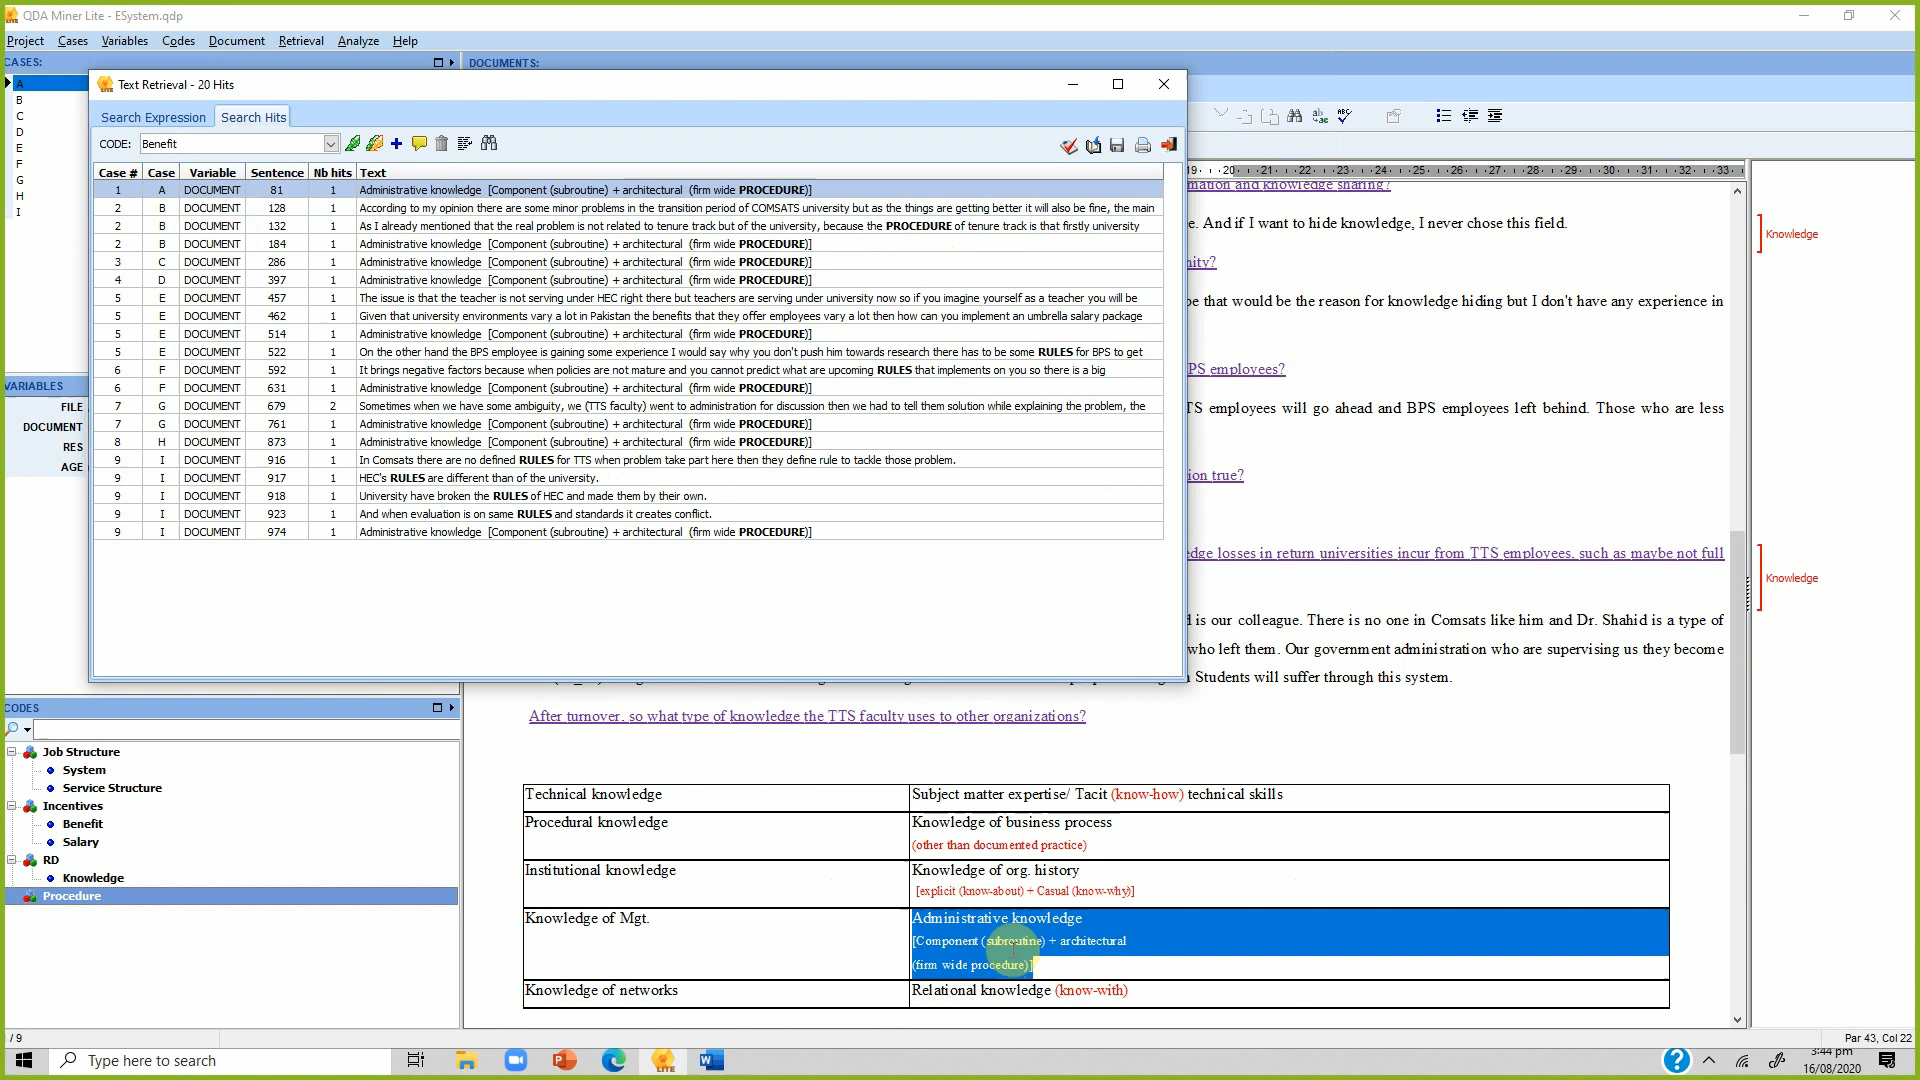 QDA Miner Lite - ESystem.qdp
Project Cases Variables Codes Document Retrieval Analyze Help
CASES:
DOCUMENTS:
A
B
C
D
E
F
G
H
I
VARIABLES
FILE
DOCUMENT
RES
AGE
Text Retrieval - 20 Hits
Search Expression Search Hits
CODE: Benefit
Case # Case Variable Sentence Nb hits Text
1 A DOCUMENT 81 1 Administrative knowledge [Component (subroutine) + architectural (firm wide PROCEDURE)]
2 B DOCUMENT 128 1 According to my opinion there are some minor problems in the transition period of COMSATS university but as the things are getting better it will also be fine, the main
2 B DOCUMENT 132 1 As I already mentioned that the real problem is not related to tenure track but of the university, because the PROCEDURE of tenure track is that firstly university
2 B DOCUMENT 184 1 Administrative knowledge [Component (subroutine) + architectural (firm wide PROCEDURE)]
3 C DOCUMENT 286 1 Administrative knowledge [Component (subroutine) + architectural (firm wide PROCEDURE)]
4 D DOCUMENT 397 1 Administrative knowledge [Component (subroutine) + architectural (firm wide PROCEDURE)]
5 E DOCUMENT 457 1 The issue is that the teacher is not serving under HEC right there but teachers are serving under university now so if you imagine yourself as a teacher you will be
5 E DOCUMENT 462 1 Given that university environments vary a lot in Pakistan the benefits that they offer employees vary a lot then how can you implement an umbrella salary package
5 E DOCUMENT 514 1 Administrative knowledge [Component (subroutine) + architectural (firm wide PROCEDURE)]
5 E DOCUMENT 522 1 On the other hand the BPS employee is gaining some experience I would say why you don't push him towards research there has to be some RULES for BPS to get
6 F DOCUMENT 592 1 It brings negative factors because when policies are not mature and you cannot predict what are upcoming RULES that implements on you so there is a big
6 F DOCUMENT 631 1 Administrative knowledge [Component (subroutine) + architectural (firm wide PROCEDURE)]
7 G DOCUMENT 679 2 Sometimes when we have some ambiguity, we (TTS faculty) went to administration for discussion then we had to tell them solution while explaining the problem, the
7 G DOCUMENT 761 1 Administrative knowledge [Component (subroutine) + architectural (firm wide PROCEDURE)]
8 H DOCUMENT 873 1 Administrative knowledge [Component (subroutine) + architectural (firm wide PROCEDURE)]
9 I DOCUMENT 916 1 In Comsats there are no defined RULES for TTS when problem take part here then they define rule to tackle those problem.
9 I DOCUMENT 917 1 HEC's RULES are different than of the university.
9 I DOCUMENT 918 1 University have broken the RULES of HEC and made them by their own.
9 I DOCUMENT 923 1 And when evaluation is on same RULES and standards it creates conflict.
9 I DOCUMENT 974 1 Administrative knowledge [Component (subroutine) + architectural (firm wide PROCEDURE)]
19 20 21 22 23 24 25 26 27 28 29 30 31 32 33
mation and knowledge sharing?
e. And if I want to hide knowledge, I never chose this field.
Knowledge
nity?
be that would be the reason for knowledge hiding but I don't have any experience in
PS employees?
TS employees will go ahead and BPS employees left behind. Those who are less
ion true?
edge losses in return universities incur from TTS employees, such as maybe not full
Knowledge
is our colleague. There is no one in Comsats like him and Dr. Shahid is a type of
who left them. Our government administration who are supervising us they become
Students will suffer through this system.
After turnover, so what type of knowledge the TTS faculty uses to other organizations?
Technical knowledge Subject matter expertise/ Tacit (know-how) technical skills
Procedural knowledge Knowledge of business process
(other than documented practice)
Institutional knowledge Knowledge of org. history
[explicit (know-about) + Casual (know-why)]
Knowledge of Mgt. Administrative knowledge
[Component (subroutine) + architectural
(firm wide procedure)]
Knowledge of networks Relational knowledge (know-with)
CODES
Job Structure
System
Service Structure
Incentives
Benefit
Salary
RD
Knowledge
Procedure
/ 9
Par 43, Col 22
Type here to search
3:44 pm
16/08/2020